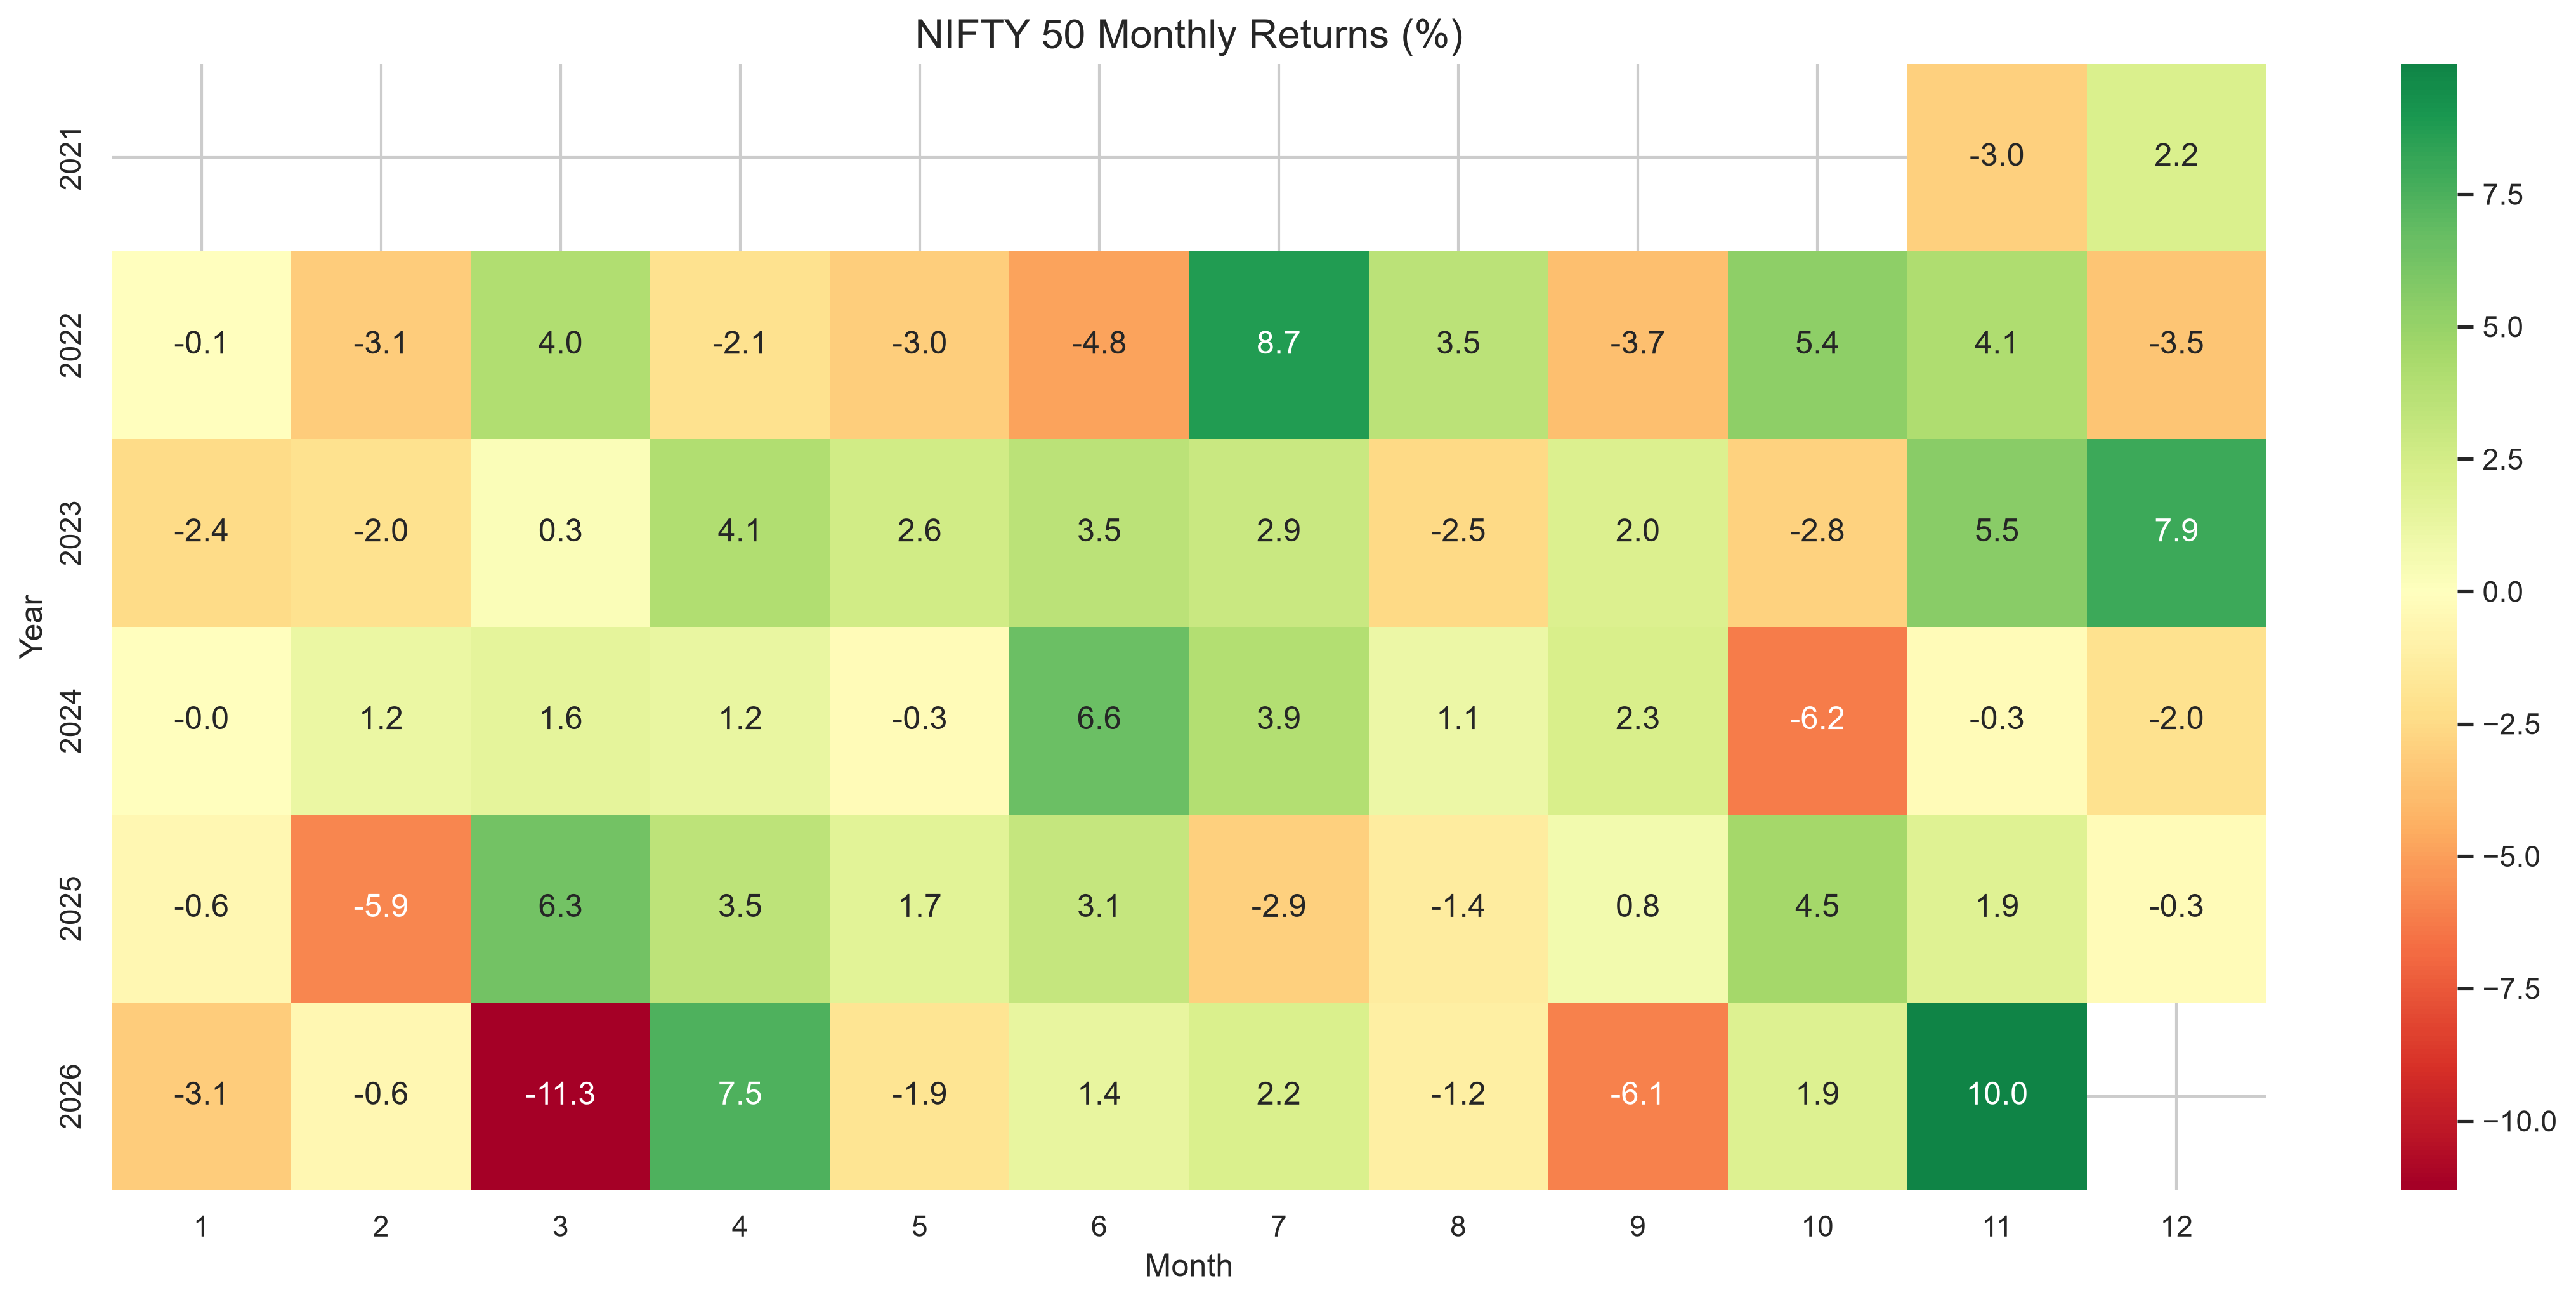 NIFTY 50 Monthly Returns (%)
2021 -3.0 2.2
2022 -0.1 -3.1 4.0 -2.1 -3.0 -4.8 8.7 3.5 -3.7 5.4 4.1 -3.5
2023 -2.4 -2.0 0.3 4.1 2.6 3.5 2.9 -2.5 2.0 -2.8 5.5 7.9
2024 -0.0 1.2 1.6 1.2 -0.3 6.6 3.9 1.1 2.3 -6.2 -0.3 -2.0
2025 -0.6 -5.9 6.3 3.5 1.7 3.1 -2.9 -1.4 0.8 4.5 1.9 -0.3
2026 -3.1 -0.6 -11.3 7.5 -1.9 1.4 2.2 -1.2 -6.1 1.9 10.0
1 2 3 4 5 6 7 8 9 10 11 12
Month
Year
7.5
5.0
2.5
0.0
−2.5
−5.0
−7.5
−10.0